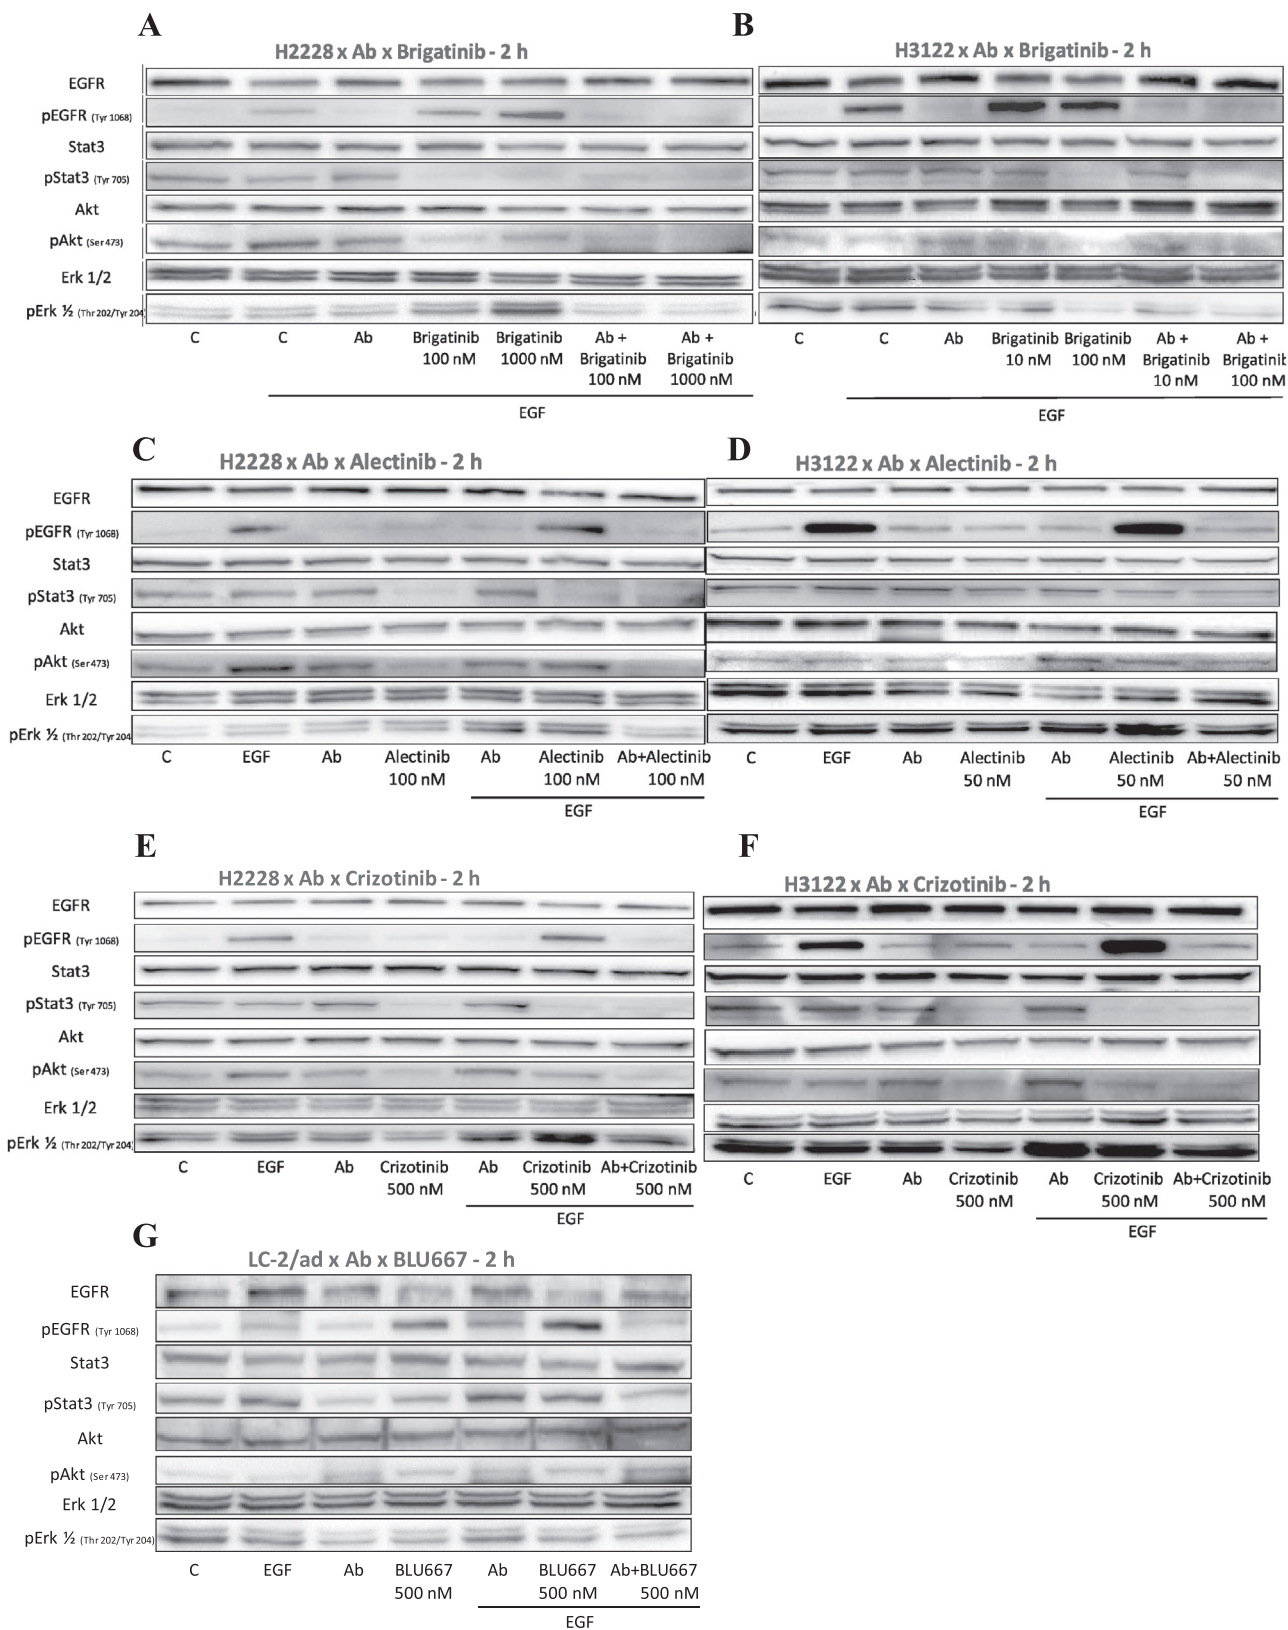 A
H2228 x Ab x Brigatinib - 2 h
EGFR
pEGFR (Tyr 1068)
Stat3
pStat3 (Tyr 705)
Akt
pAkt (Ser 473)
Erk 1/2
pErk ½ (Thr 202/Tyr 204)
C C Ab Brigatinib Brigatinib Ab + Ab +
100 nM 1000 nM Brigatinib Brigatinib
100 nM 1000 nM
EGF
B
H3122 x Ab x Brigatinib - 2 h
C C Ab Brigatinib Brigatinib Ab + Ab +
10 nM 100 nM Brigatinib Brigatinib
10 nM 100 nM
EGF
C
H2228 x Ab x Alectinib - 2 h
EGFR
pEGFR (Tyr 1068)
Stat3
pStat3 (Tyr 705)
Akt
pAkt (Ser 473)
Erk 1/2
pErk ½ (Thr 202/Tyr 204
C EGF Ab Alectinib Ab Alectinib Ab+Alectinib
100 nM 100 nM 100 nM
EGF
D
H3122 x Ab x Alectinib - 2 h
C EGF Ab Alectinib Ab Alectinib Ab+Alectinib
50 nM 50 nM 50 nM
EGF
E
H2228 x Ab x Crizotinib - 2 h
EGFR
pEGFR (Tyr 1068)
Stat3
pStat3 (Tyr 705)
Akt
pAkt (Ser 473)
Erk 1/2
pErk ½ (Thr 202/Tyr 204)
C EGF Ab Crizotinib Ab Crizotinib Ab+Crizotinib
500 nM 500 nM 500 nM
EGF
F
H3122 x Ab x Crizotinib - 2 h
C EGF Ab Crizotinib Ab Crizotinib Ab+Crizotinib
500 nM 500 nM 500 nM
EGF
G
LC-2/ad x Ab x BLU667 - 2 h
EGFR
pEGFR (Tyr 1068)
Stat3
pStat3 (Tyr 705)
Akt
pAkt (Ser 473)
Erk 1/2
pErk ½ (Thr 202/Tyr 204)
C EGF Ab BLU667 Ab BLU667 Ab+BLU667
500 nM 500 nM 500 nM
EGF